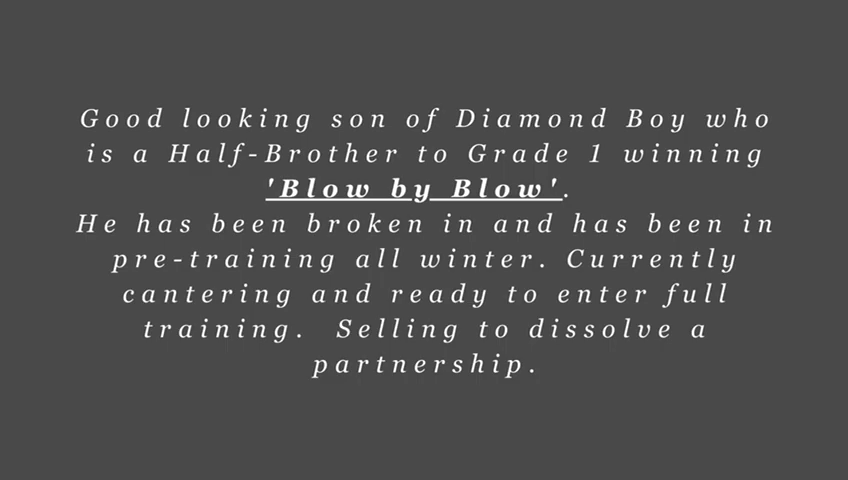 Good looking son of Diamond Boy who
is a Half-Brother to Grade 1 winning
'Blow by Blow'.
He has been broken in and has been in
pre-training all winter. Currently
cantering and ready to enter full
training. Selling to dissolve a
partnership.